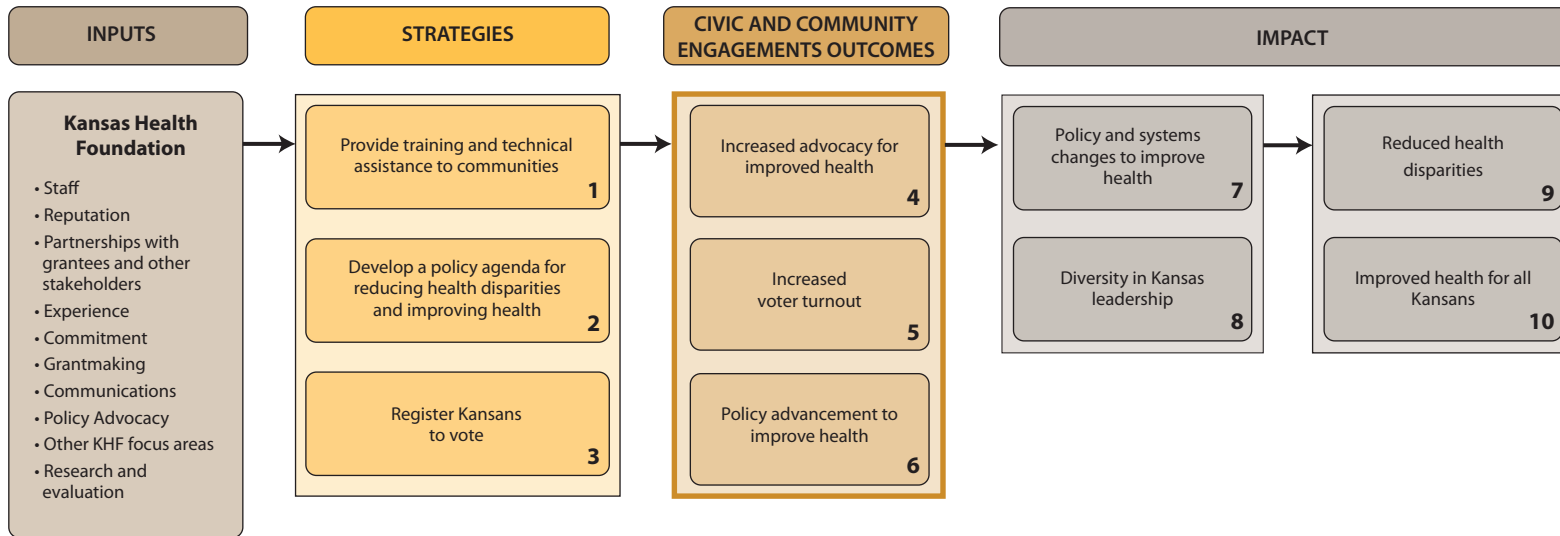 INPUTS
STRATEGIES
CIVIC AND COMMUNITY
ENGAGEMENTS OUTCOMES
IMPACT
Kansas Health
Foundation
• Staff
• Reputation
• Partnerships with
grantees and other
stakeholders
• Experience
• Commitment
• Grantmaking
• Communications
• Policy Advocacy
• Other KHF focus areas
• Research and
evaluation
Provide training and technical
assistance to communities
1
Develop a policy agenda for
reducing health disparities
and improving health
2
Register Kansans
to vote
3
Increased advocacy for
improved health
4
Increased
voter turnout
5
Policy advancement to
improve health
6
Policy and systems
changes to improve
health
7
Diversity in Kansas
leadership
8
Reduced health
disparities
9
Improved health for all
Kansans
10